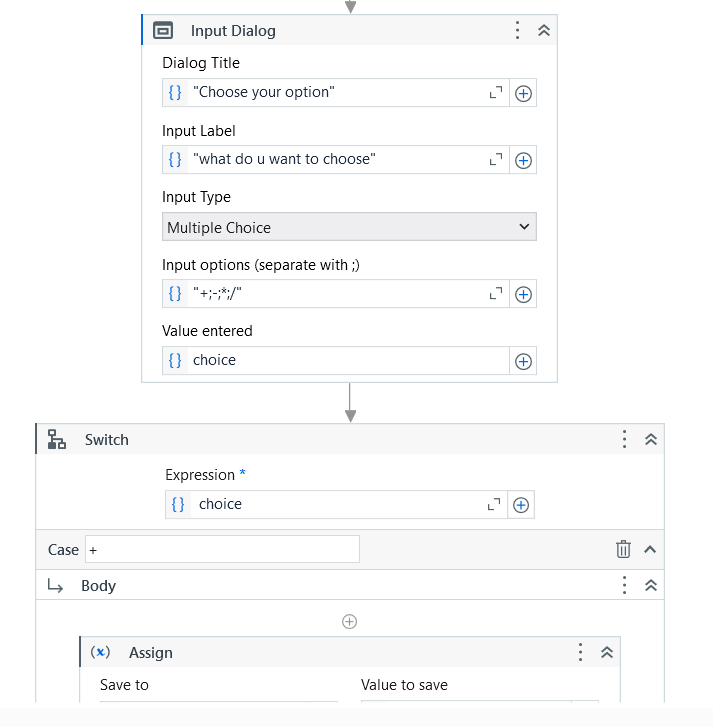 Input Dialog
Dialog Title
{} "Choose your option"
Input Label
{} "what do u want to choose"
Input Type
Multiple Choice
Input options (separate with ;)
{} "+;-;*;/"
Value entered
{} choice
Switch
Expression *
{} choice
Case +
Body
(x) Assign
Save to Value to save